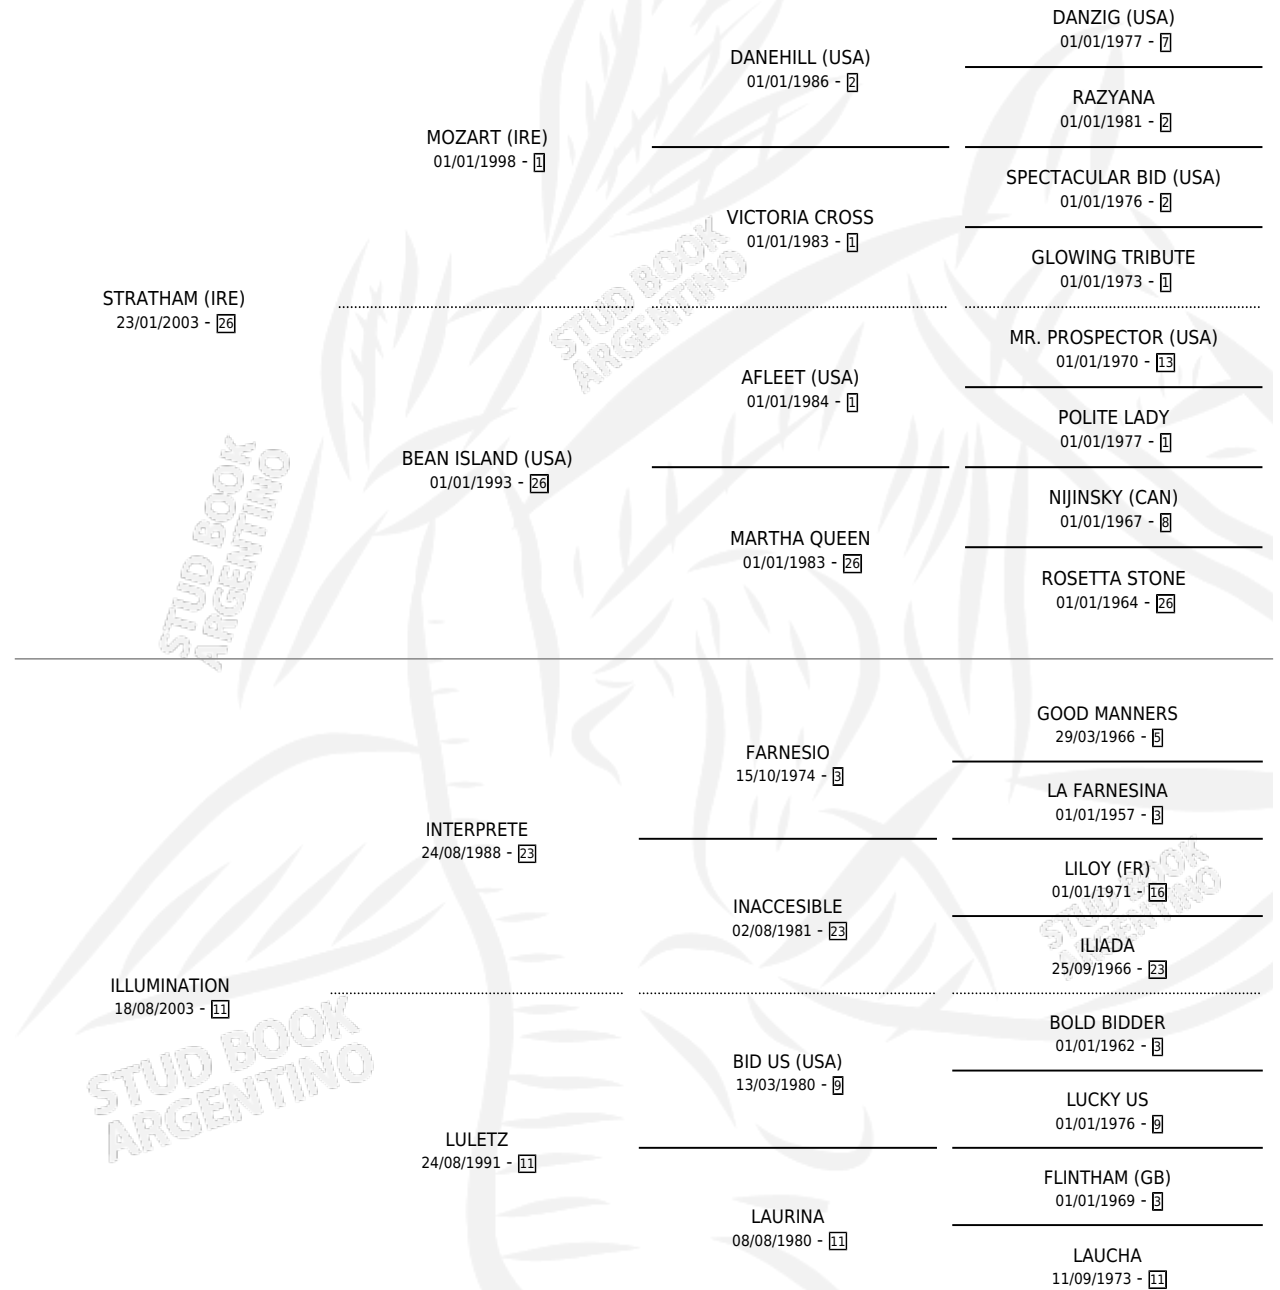 DANZIG (USA)
01/01/1977 - 7
DANEHILL (USA)
01/01/1986 - 2
RAZYANA
01/01/1981 - 2
MOZART (IRE)
01/01/1998 - 1
SPECTACULAR BID (USA)
01/01/1976 - 2
VICTORIA CROSS
01/01/1983 - 1
GLOWING TRIBUTE
01/01/1973 - 1
STRATHAM (IRE)
23/01/2003 - 26
MR. PROSPECTOR (USA)
01/01/1970 - 13
AFLEET (USA)
01/01/1984 - 1
POLITE LADY
01/01/1977 - 1
BEAN ISLAND (USA)
01/01/1993 - 26
NIJINSKY (CAN)
01/01/1967 - 8
MARTHA QUEEN
01/01/1983 - 26
ROSETTA STONE
01/01/1964 - 26
GOOD MANNERS
29/03/1966 - 5
FARNESIO
15/10/1974 - 3
LA FARNESINA
01/01/1957 - 3
INTERPRETE
24/08/1988 - 23
LILOY (FR)
01/01/1971 - 16
INACCESIBLE
02/08/1981 - 23
ILIADA
25/09/1966 - 23
ILLUMINATION
18/08/2003 - 11
BOLD BIDDER
01/01/1962 - 3
BID US (USA)
13/03/1980 - 9
LUCKY US
01/01/1976 - 9
LULETZ
24/08/1991 - 11
FLINTHAM (GB)
01/01/1969 - 3
LAURINA
08/08/1980 - 11
LAUCHA
11/09/1973 - 11
STUD BOOK
ARGENTINO
STUD BOOK
ARGENTINO
STUD BOOK
ARGENTINO
STUD BOOK
ARGENTINO